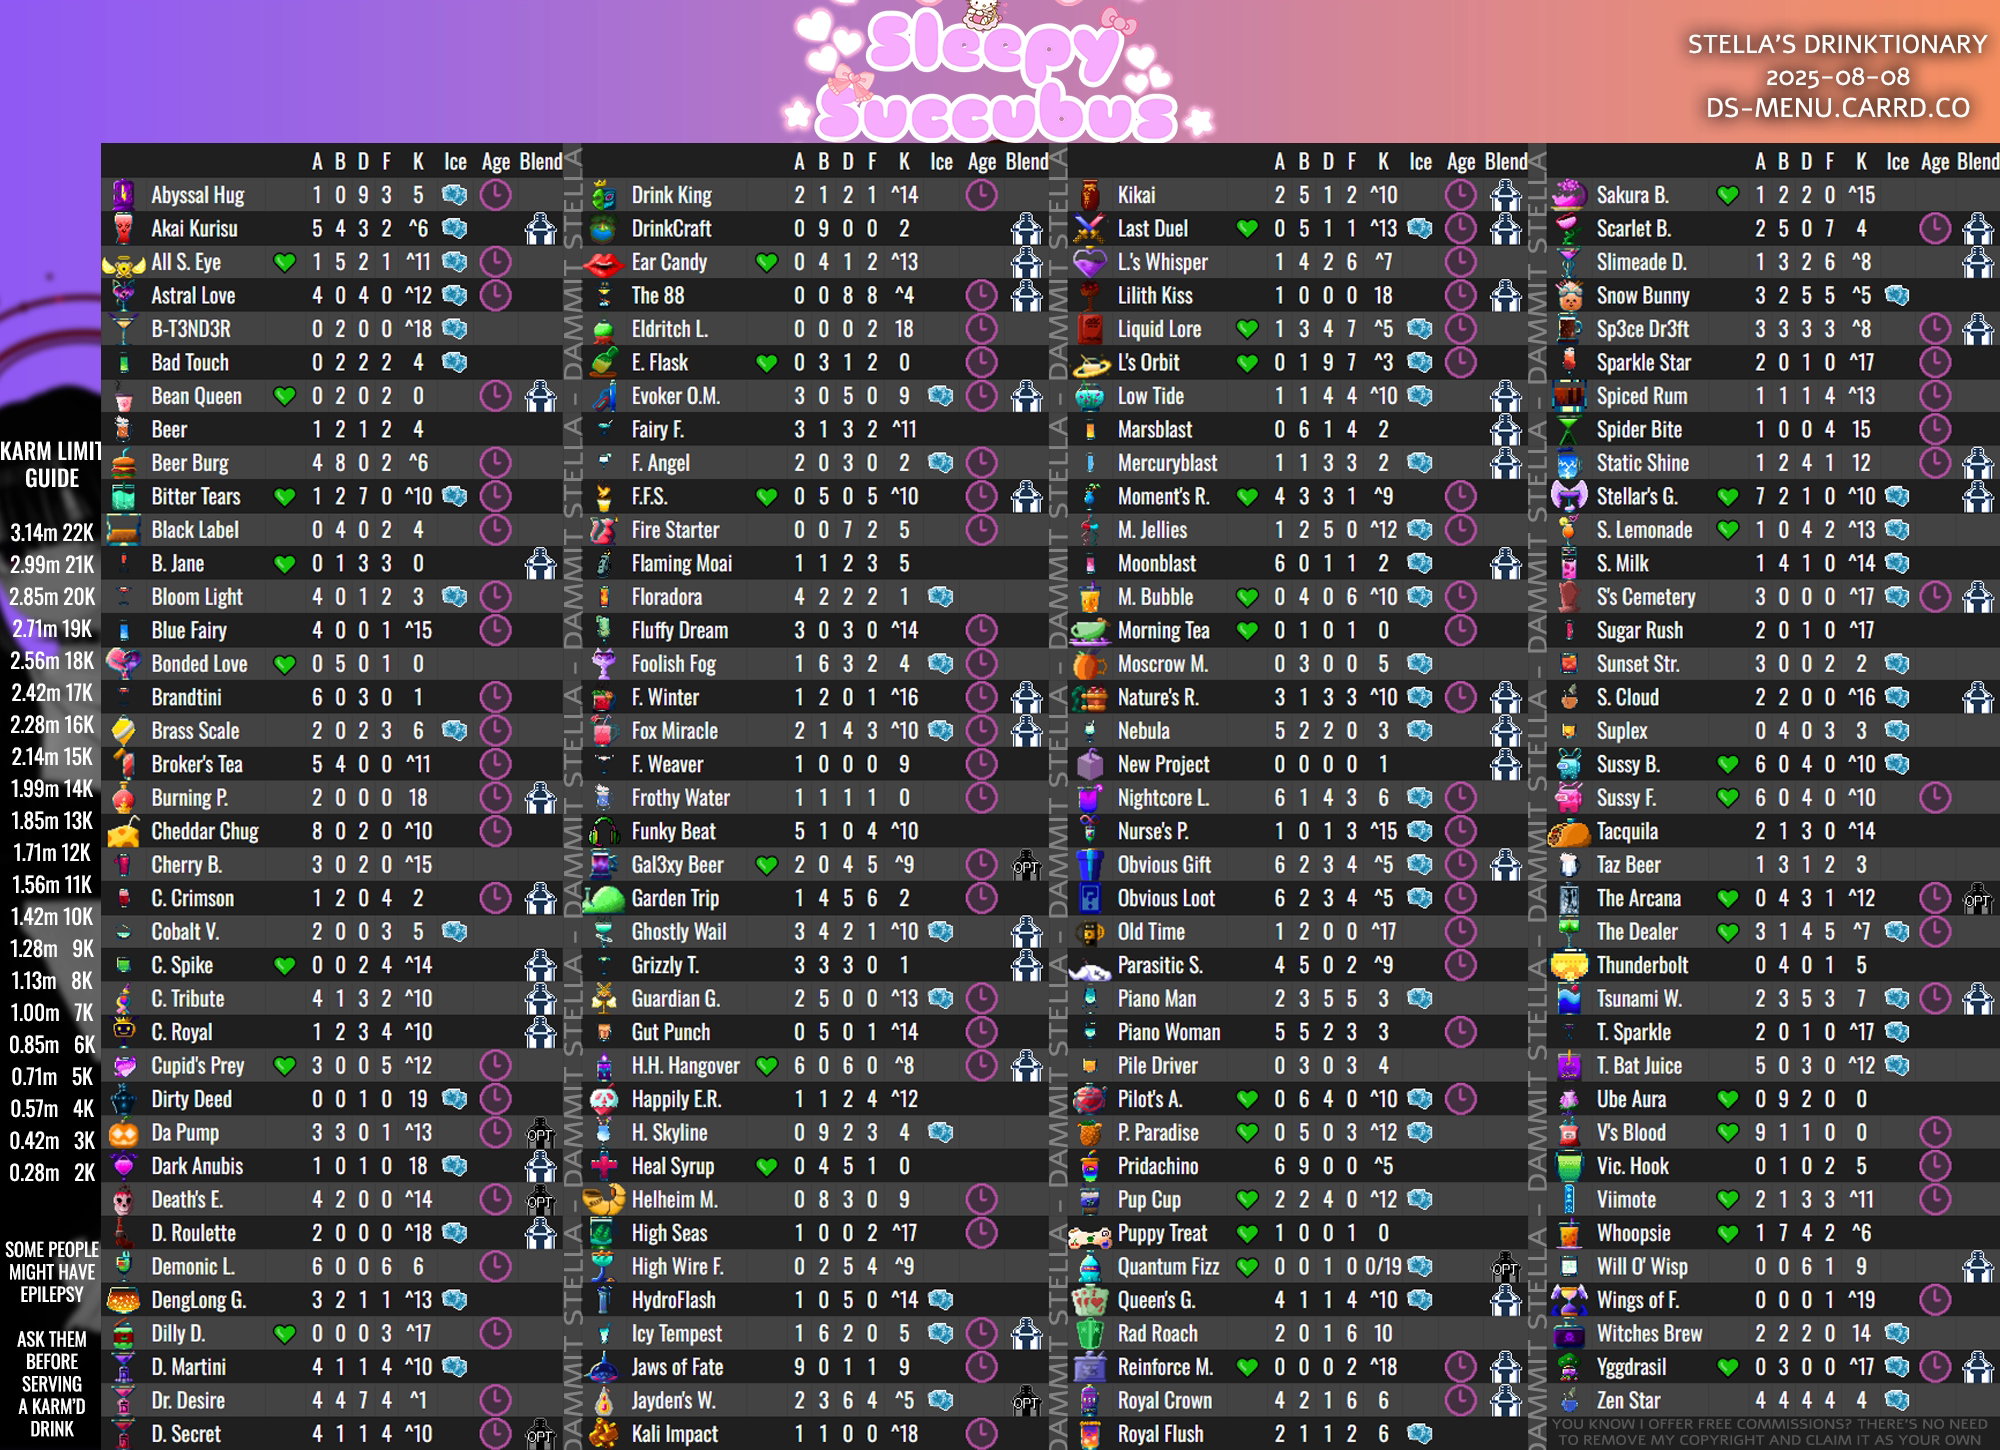 Sleepy
Succubus
STELLA'S DRINKTIONARY
2025-08-08
DS-MENU.CARRD.CO
KARM LIMIT
GUIDE
3.14m 22K
2.99m 21K
2.85m 20K
2.71m 19K
2.56m 18K
2.42m 17K
2.28m 16K
2.14m 15K
1.99m 14K
1.85m 13K
1.71m 12K
1.56m 11K
1.42m 10K
1.28m 9K
1.13m 8K
1.00m 7K
0.85m 6K
0.71m 5K
0.57m 4K
0.42m 3K
0.28m 2K
SOME PEOPLE
MIGHT HAVE
EPILEPSY
ASK THEM
BEFORE
SERVING
A KARM'D
DRINK
A B D F K Ice Age Blend
Abyssal Hug 1 0 9 3 5
Akai Kurisu 5 4 3 2 ^6
All S. Eye 1 5 2 1 ^11
Astral Love 4 0 4 0 ^12
B-T3ND3R 0 2 0 0 ^18
Bad Touch 0 2 2 2 4
Bean Queen 0 2 0 2 0
Beer 1 2 1 2 4
Beer Burg 4 8 0 2 ^6
Bitter Tears 1 2 7 0 ^10
Black Label 0 4 0 2 4
B. Jane 0 1 3 3 0
Bloom Light 4 0 1 2 3
Blue Fairy 4 0 0 1 ^15
Bonded Love 0 5 0 1 0
Brandtini 6 0 3 0 1
Brass Scale 2 0 2 3 6
Broker's Tea 5 4 0 0 ^11
Burning P. 2 0 0 0 18
Cheddar Chug 8 0 2 0 ^10
Cherry B. 3 0 2 0 ^15
C. Crimson 1 2 0 4 2
Cobalt V. 2 0 0 3 5
C. Spike 0 0 2 4 ^14
C. Tribute 4 1 3 2 ^10
C. Royal 1 2 3 4 ^10
Cupid's Prey 3 0 0 5 ^12
Dirty Deed 0 0 1 0 19
Da Pump 3 3 0 1 ^13 OPT
Dark Anubis 1 0 1 0 18
Death's E. 4 2 0 0 ^14 OPT
D. Roulette 2 0 0 0 ^18
Demonic L. 6 0 0 6 6
DengLong G. 3 2 1 1 ^13
Dilly D. 0 0 0 3 ^17
D. Martini 4 1 1 4 ^10
Dr. Desire 4 4 7 4 ^1
D. Secret 4 1 1 4 ^10 OPT
DAMMIT STELLA - DAMMIT STELLA - DAMMIT STELLA - DAMMIT STELLA
A B D F K Ice Age Blend
Drink King 2 1 2 1 ^14
DrinkCraft 0 9 0 0 2
Ear Candy 0 4 1 2 ^13
The 88 0 0 8 8 ^4
Eldritch L. 0 0 0 2 18
E. Flask 0 3 1 2 0
Evoker O.M. 3 0 5 0 9
Fairy F. 3 1 3 2 ^11
F. Angel 2 0 3 0 2
F.F.S. 0 5 0 5 ^10
Fire Starter 0 0 7 2 5
Flaming Moai 1 1 2 3 5
Floradora 4 2 2 2 1
Fluffy Dream 3 0 3 0 ^14
Foolish Fog 1 6 3 2 4
F. Winter 1 2 0 1 ^16
Fox Miracle 2 1 4 3 ^10
F. Weaver 1 0 0 0 9
Frothy Water 1 1 1 1 0
Funky Beat 5 1 0 4 ^10
Gal3xy Beer 2 0 4 5 ^9 OPT
Garden Trip 1 4 5 6 2
Ghostly Wail 3 4 2 1 ^10
Grizzly T. 3 3 3 0 1
Guardian G. 2 5 0 0 ^13
Gut Punch 0 5 0 1 ^14
H.H. Hangover 6 0 6 0 ^8
Happily E.R. 1 1 2 4 ^12
H. Skyline 0 9 2 3 4
Heal Syrup 0 4 5 1 0
Helheim M. 0 8 3 0 9
High Seas 1 0 0 2 ^17
High Wire F. 0 2 5 4 ^9
HydroFlash 1 0 5 0 ^14
Icy Tempest 1 6 2 0 5
Jaws of Fate 9 0 1 1 9
Jayden's W. 2 3 6 4 ^5 OPT
Kali Impact 1 1 0 0 ^18
DAMMIT STELLA - DAMMIT STELLA - DAMMIT STELLA - DAMMIT STELLA
A B D F K Ice Age Blend
Kikai 2 5 1 2 ^10
Last Duel 0 5 1 1 ^13
L.'s Whisper 1 4 2 6 ^7
Lilith Kiss 1 0 0 0 18
Liquid Lore 1 3 4 7 ^5
L's Orbit 0 1 9 7 ^3
Low Tide 1 1 4 4 ^10
Marsblast 0 6 1 4 2
Mercuryblast 1 1 3 3 2
Moment's R. 4 3 3 1 ^9
M. Jellies 1 2 5 0 ^12
Moonblast 6 0 1 1 2
M. Bubble 0 4 0 6 ^10
Morning Tea 0 1 0 1 0
Moscrow M. 0 3 0 0 5
Nature's R. 3 1 3 3 ^10
Nebula 5 2 2 0 3
New Project 0 0 0 0 1
Nightcore L. 6 1 4 3 6
Nurse's P. 1 0 1 3 ^15
Obvious Gift 6 2 3 4 ^5
Obvious Loot 6 2 3 4 ^5
Old Time 1 2 0 0 ^17
Parasitic S. 4 5 0 2 ^9
Piano Man 2 3 5 5 3
Piano Woman 5 5 2 3 3
Pile Driver 0 3 0 3 4
Pilot's A. 0 6 4 0 ^10
P. Paradise 0 5 0 3 ^12
Pridachino 6 9 0 0 ^5
Pup Cup 2 2 4 0 ^12
Puppy Treat 1 0 0 1 0
Quantum Fizz 0 0 1 0 0/19 OPT
Queen's G. 4 1 1 4 ^10
Rad Roach 2 0 1 6 10
Reinforce M. 0 0 0 2 ^18
Royal Crown 4 2 1 6 6
Royal Flush 2 1 1 2 6
DAMMIT STELLA - DAMMIT STELLA - DAMMIT STELLA - DAMMIT STELLA
A B D F K Ice Age Blend
Sakura B. 1 2 2 0 ^15
Scarlet B. 2 5 0 7 4
Slimeade D. 1 3 2 6 ^8
Snow Bunny 3 2 5 5 ^5
Sp3ce Dr3ft 3 3 3 3 ^8
Sparkle Star 2 0 1 0 ^17
Spiced Rum 1 1 1 4 ^13
Spider Bite 1 0 0 4 15
Static Shine 1 2 4 1 12
Stellar's G. 7 2 1 0 ^10
S. Lemonade 1 0 4 2 ^13
S. Milk 1 4 1 0 ^14
S's Cemetery 3 0 0 0 ^17
Sugar Rush 2 0 1 0 ^17
Sunset Str. 3 0 0 2 2
S. Cloud 2 2 0 0 ^16
Suplex 0 4 0 3 3
Sussy B. 6 0 4 0 ^10
Sussy F. 6 0 4 0 ^10
Tacquila 2 1 3 0 ^14
Taz Beer 1 3 1 2 3
The Arcana 0 4 3 1 ^12 OPT
The Dealer 3 1 4 5 ^7
Thunderbolt 0 4 0 1 5
Tsunami W. 2 3 5 3 7
T. Sparkle 2 0 1 0 ^17
T. Bat Juice 5 0 3 0 ^12
Ube Aura 0 9 2 0 0
V's Blood 9 1 1 0 0
Vic. Hook 0 1 0 2 5
Viimote 2 1 3 3 ^11
Whoopsie 1 7 4 2 ^6
Will O' Wisp 0 0 6 1 9
Wings of F. 0 0 0 1 ^19
Witches Brew 2 2 2 0 14
Yggdrasil 0 3 0 0 ^17
Zen Star 4 4 4 4 4
YOU KNOW I OFFER FREE COMMISSIONS? THERE'S NO NEED
TO REMOVE MY COPYRIGHT AND CLAIM IT AS YOUR OWN